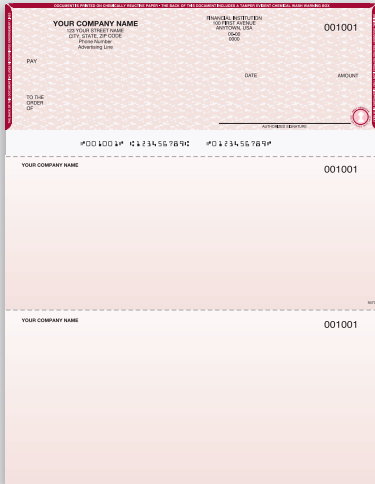 DOCUMENT IS PRINTED ON CHEMICALLY REACTIVE PAPER • THE BACK OF THIS DOCUMENT INCLUDES A TAMPER EVIDENT CHEMICAL WASH WARNING BOX
YOUR COMPANY NAME
123 YOUR STREET NAME
CITY, STATE, ZIP CODE
Phone Number
Advertising Line
FINANCIAL INSTITUTION
100 FIRST AVENUE
ANYTOWN, USA
00-00
0000
001001
PAY
DATE
AMOUNT
TO THE
ORDER
OF
AUTHORIZED SIGNATURE
⑈001001⑈ ⑆123456789⑆ ⑈0123456789⑈
YOUR COMPANY NAME
001001
YOUR COMPANY NAME
001001